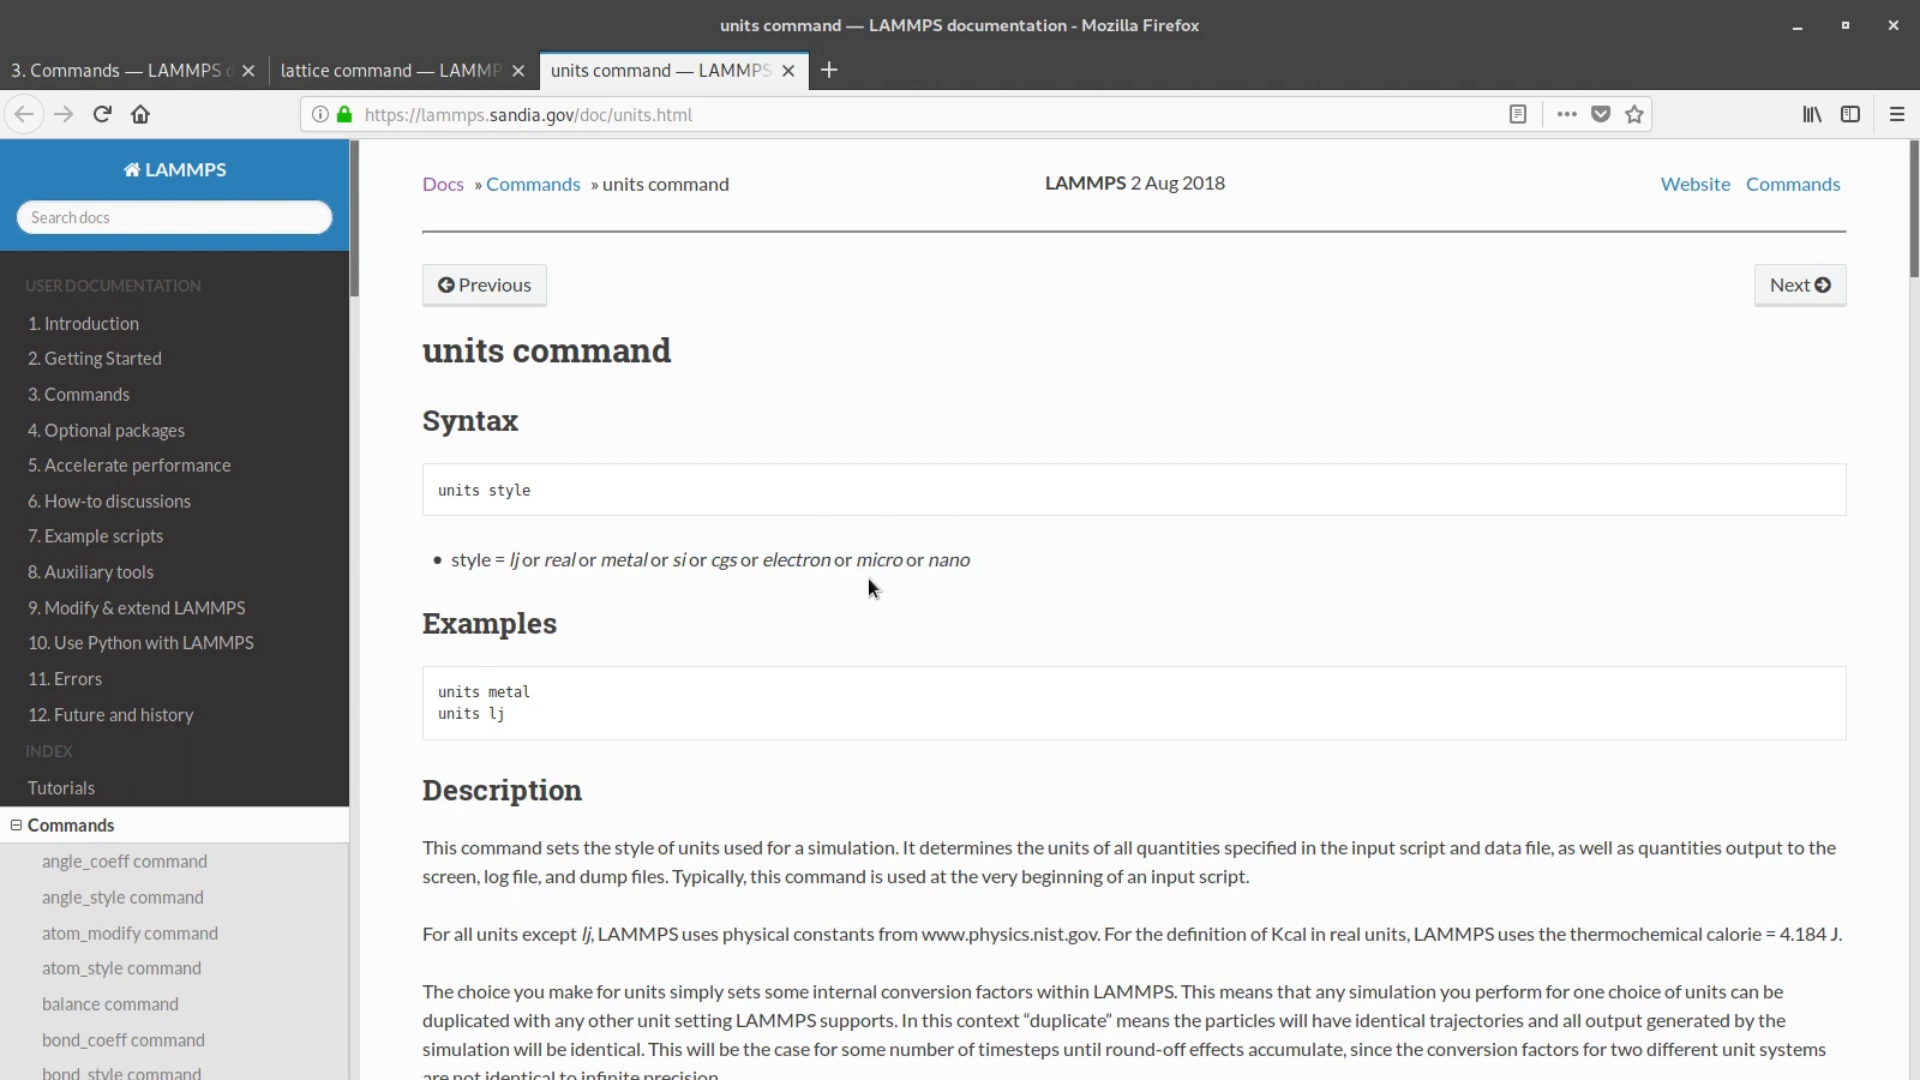 units command — LAMMPS documentation - Mozilla Firefox
3. Commands — LAMMPS d
lattice command — LAMMP
units command — LAMMPS
https://lammps.sandia.gov/doc/units.html
LAMMPS
Search docs
USER DOCUMENTATION
1. Introduction
2. Getting Started
3. Commands
4. Optional packages
5. Accelerate performance
6. How-to discussions
7. Example scripts
8. Auxiliary tools
9. Modify & extend LAMMPS
10. Use Python with LAMMPS
11. Errors
12. Future and history
INDEX
Tutorials
Commands
angle_coeff command
angle_style command
atom_modify command
atom_style command
balance command
bond_coeff command
bond_style command
Docs » Commands » units command
LAMMPS 2 Aug 2018
Website Commands
Previous
Next
units command
Syntax
units style
• style = lj or real or metal or si or cgs or electron or micro or nano
Examples
units metal
units lj
Description
This command sets the style of units used for a simulation. It determines the units of all quantities specified in the input script and data file, as well as quantities output to the
screen, log file, and dump files. Typically, this command is used at the very beginning of an input script.
For all units except lj, LAMMPS uses physical constants from www.physics.nist.gov. For the definition of Kcal in real units, LAMMPS uses the thermochemical calorie = 4.184 J.
The choice you make for units simply sets some internal conversion factors within LAMMPS. This means that any simulation you perform for one choice of units can be
duplicated with any other unit setting LAMMPS supports. In this context “duplicate” means the particles will have identical trajectories and all output generated by the
simulation will be identical. This will be the case for some number of timesteps until round-off effects accumulate, since the conversion factors for two different unit systems
are not identical to infinite precision.